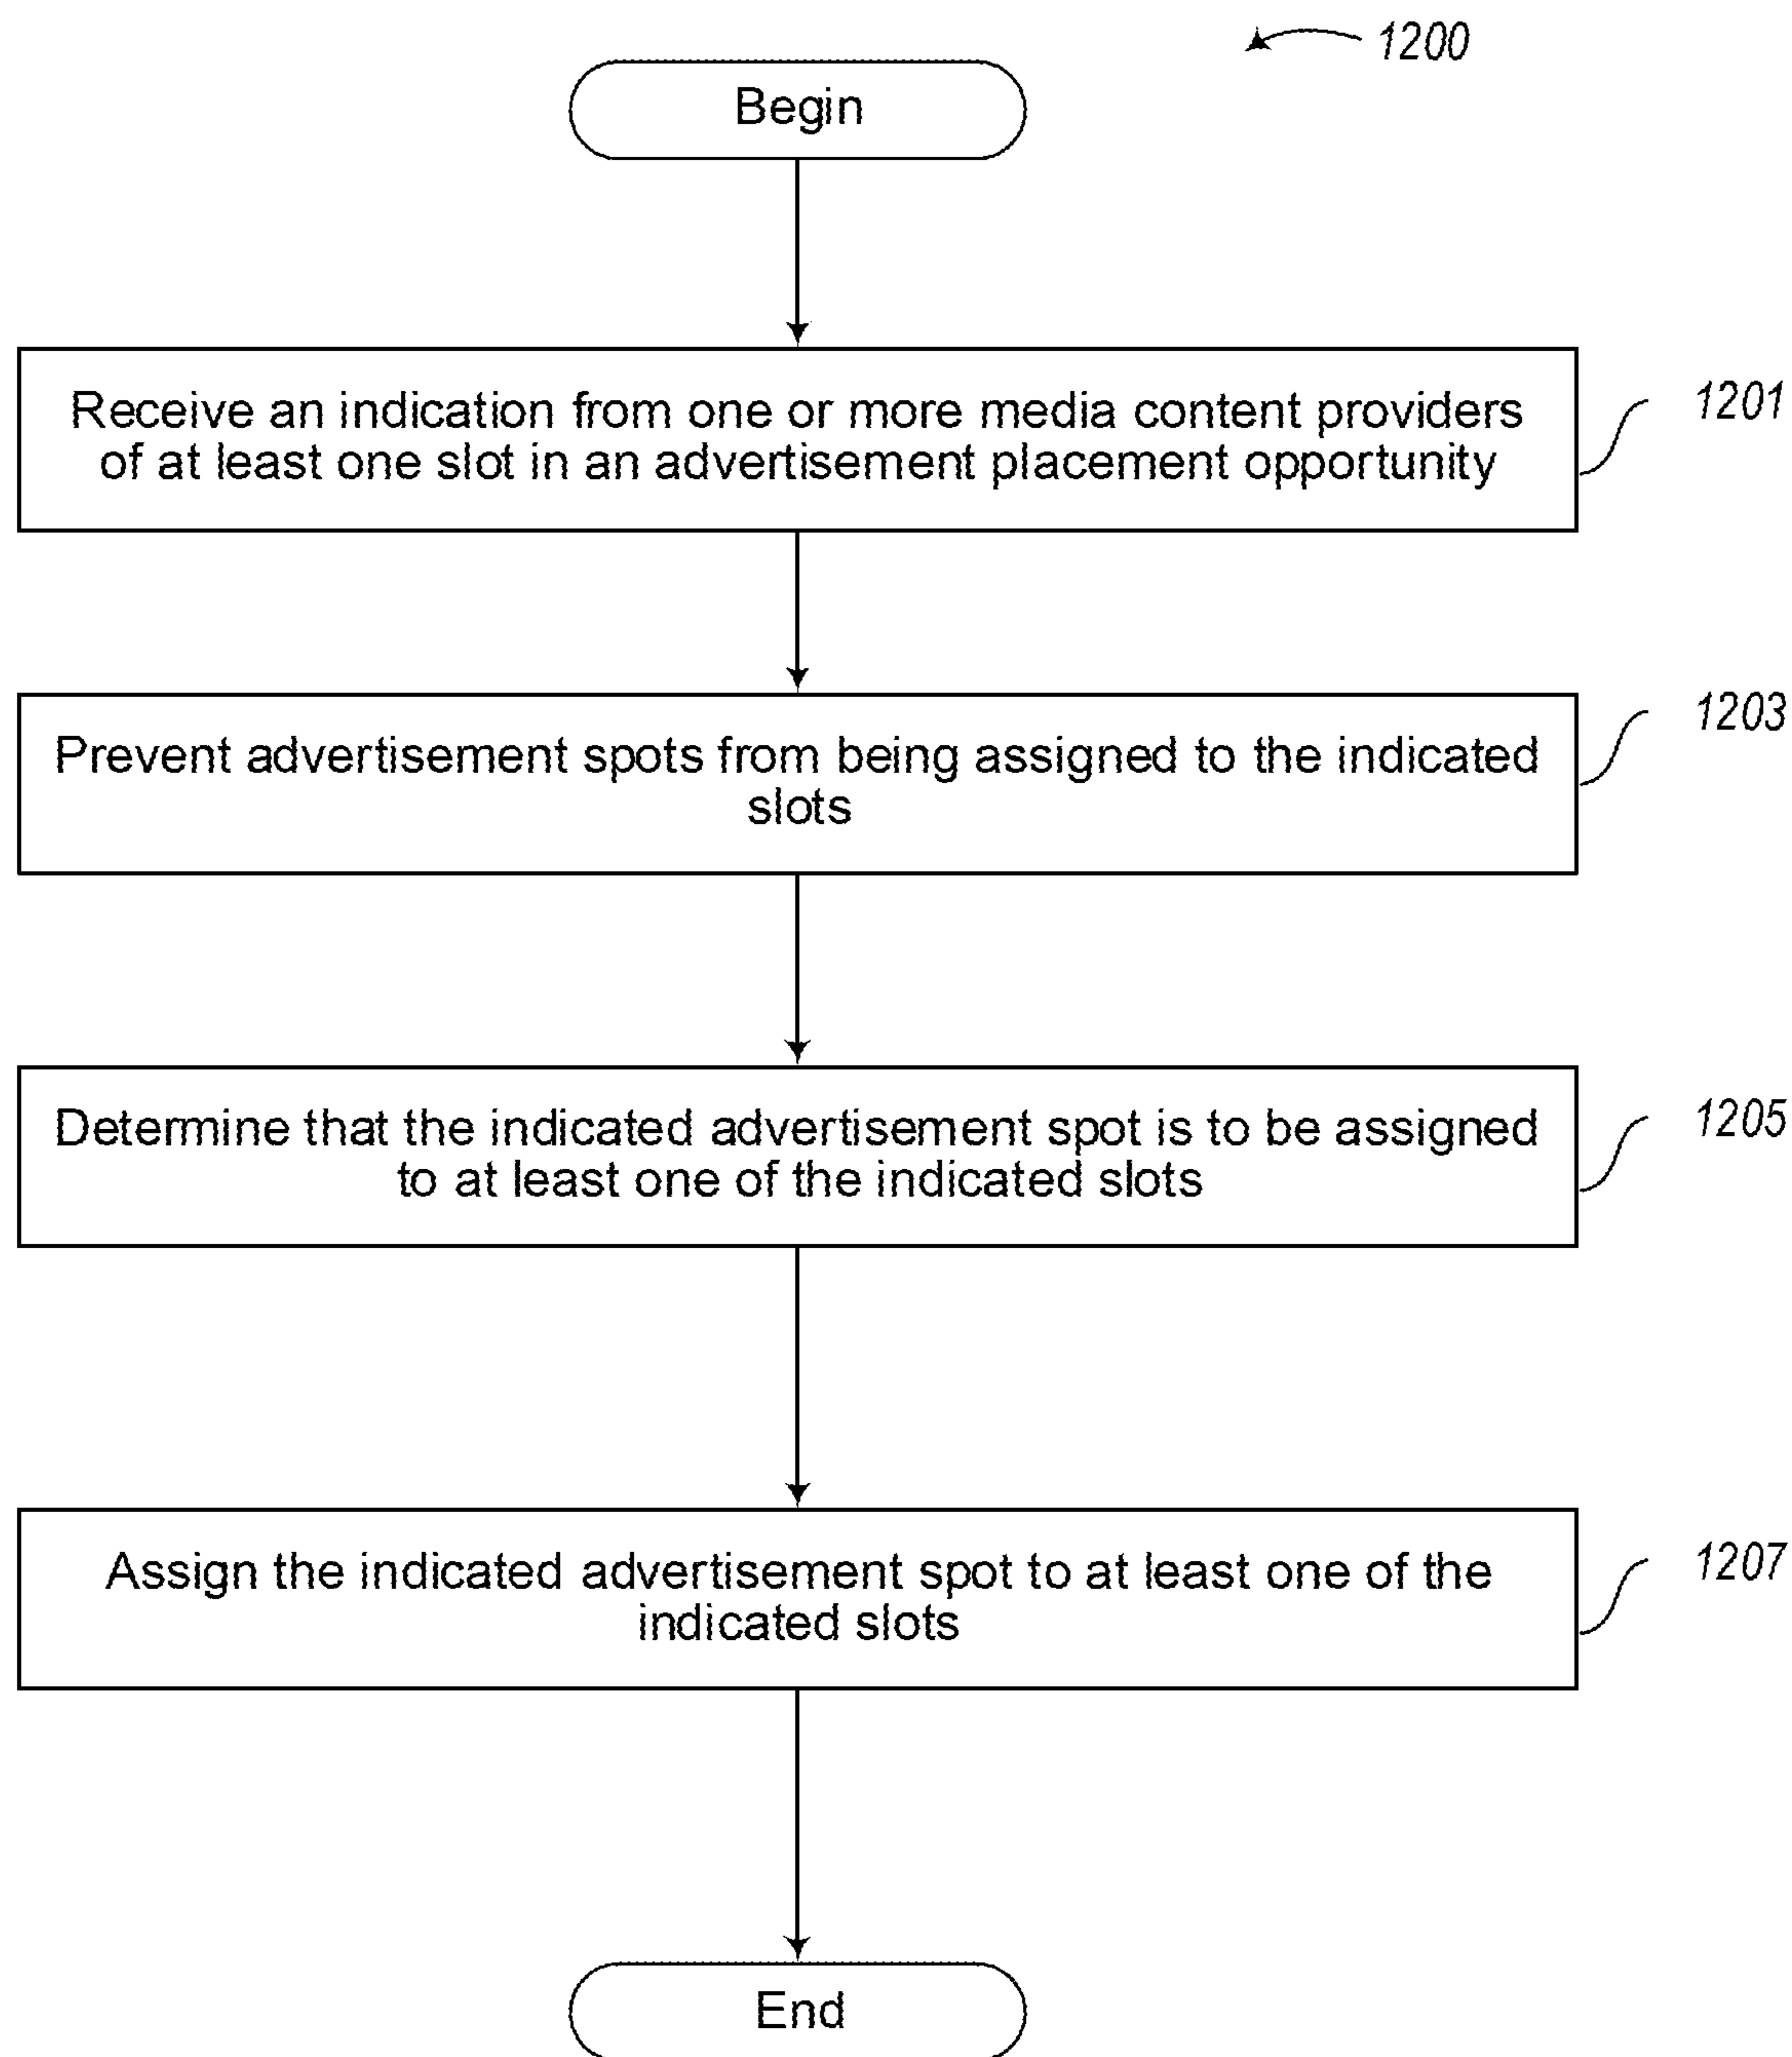 1200
Begin
Receive an indication from one or more media content providers
of at least one slot in an advertisement placement opportunity
1201
Prevent advertisement spots from being assigned to the indicated
slots
1203
Determine that the indicated advertisement spot is to be assigned
to at least one of the indicated slots
1205
Assign the indicated advertisement spot to at least one of the
indicated slots
1207
End